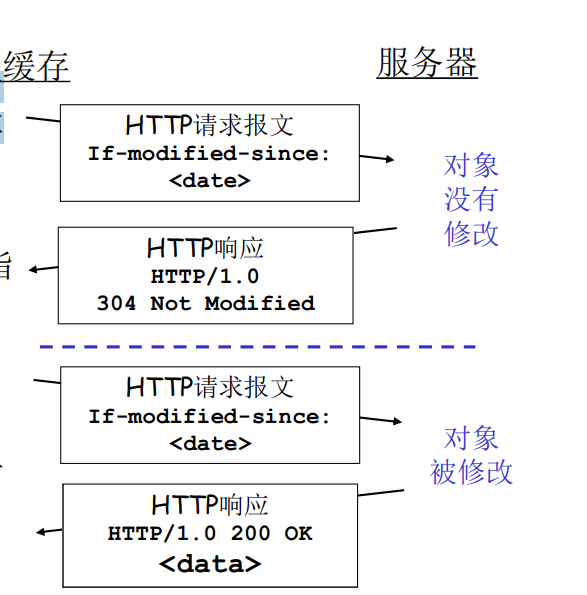 缓存
服务器
HTTP请求报文
If-modified-since:
<date>
对象
没有
修改
HTTP响应
HTTP/1.0
304 Not Modified
HTTP请求报文
If-modified-since:
<date>
对象
被修改
HTTP响应
HTTP/1.0 200 OK
<data>